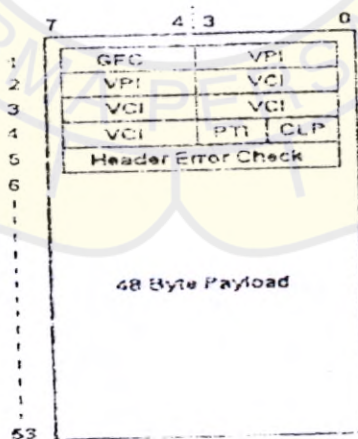 7 4 3 0
1 GFC VPI
2 VPI VCI
3 VCI VCI
4 VCI PTI CLP
5 Header Error Check
6
48 Byte Payload
53